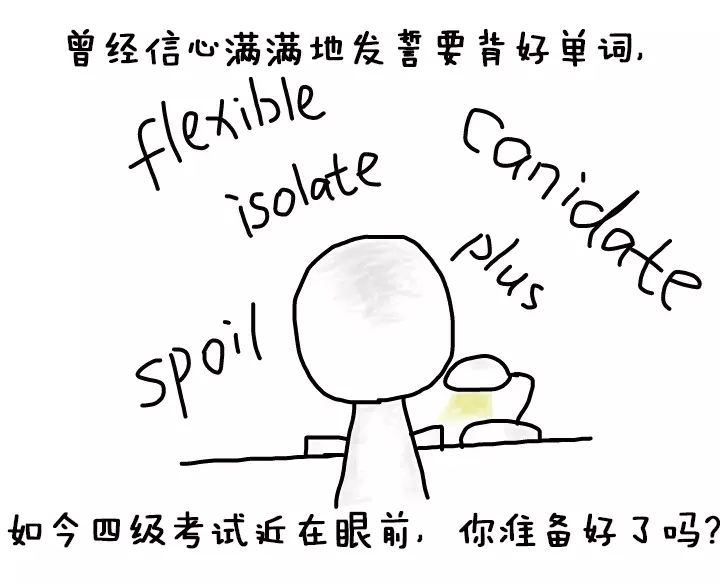 曾经信心满满地发誓要背好单词,
flexible
isolate
canidate
plus
spoil
如今四级考试近在眼前, 你准备好了吗?